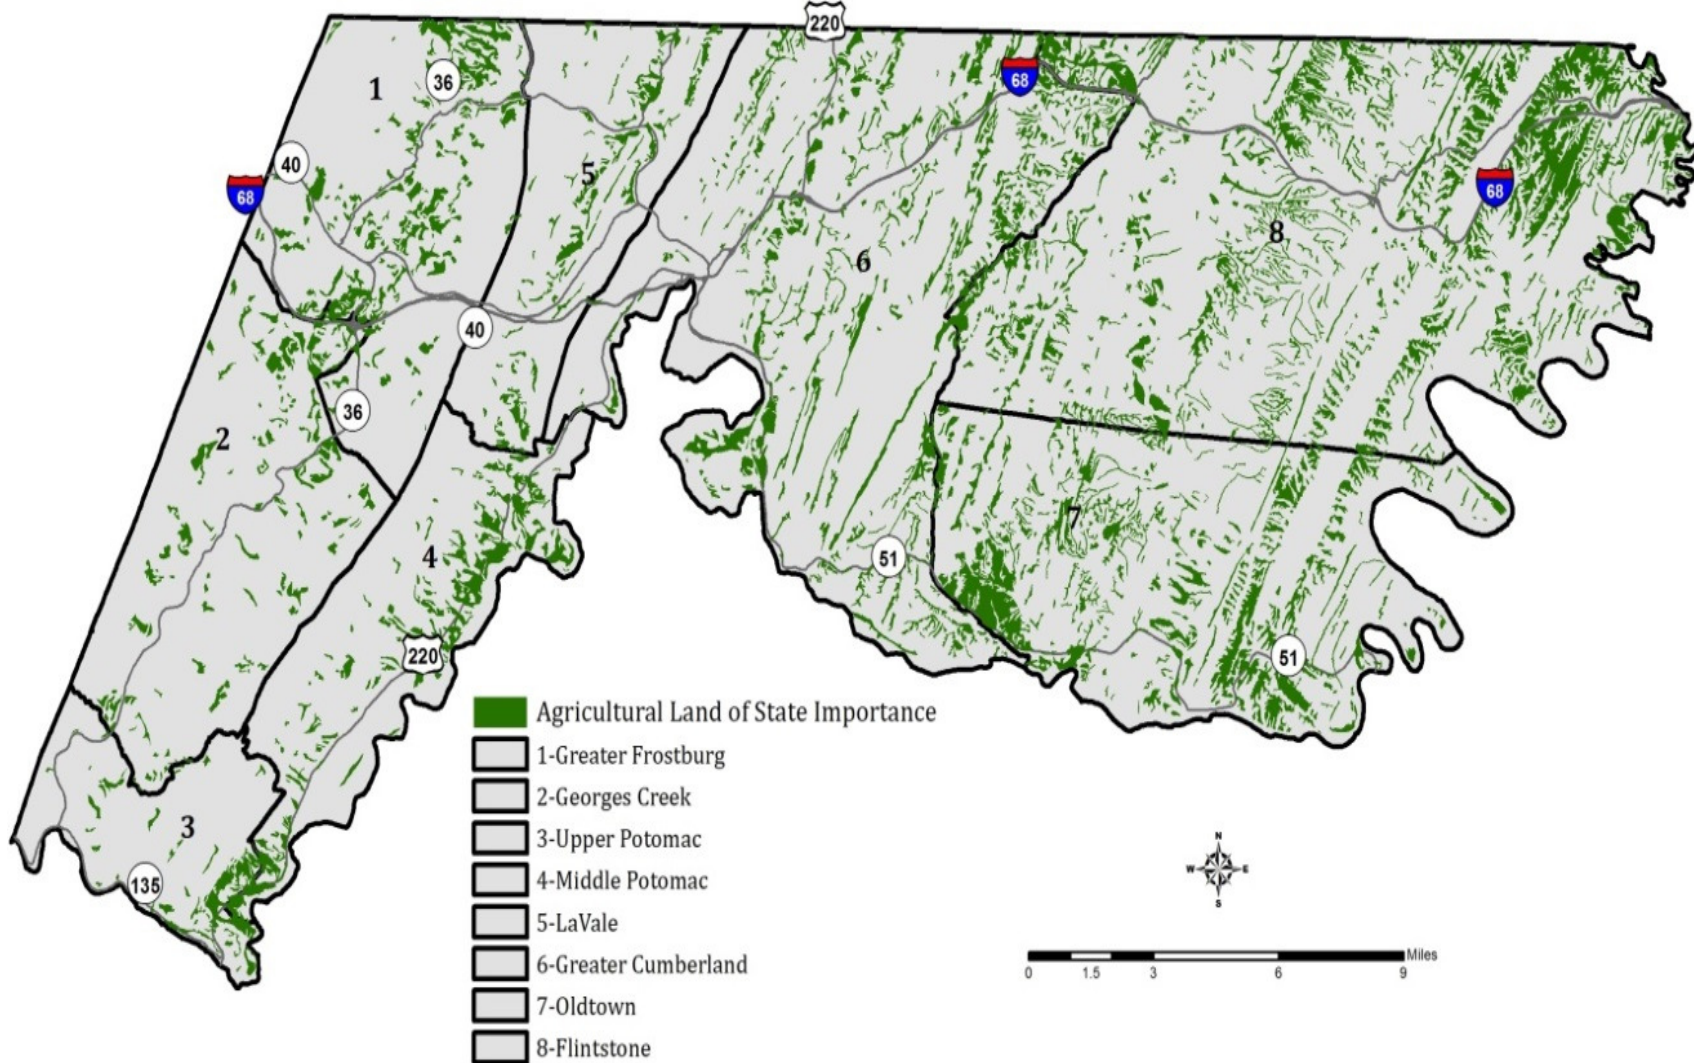 220
68
36
1
40
5
68
68
8
6
40
36
2
7
4
51
220
51
3
135
Agricultural Land of State Importance
1-Greater Frostburg
2-Georges Creek
3-Upper Potomac
4-Middle Potomac
5-LaVale
6-Greater Cumberland
7-Oldtown
8-Flintstone
N
W E
S
Miles
0 1.5 3 6 9